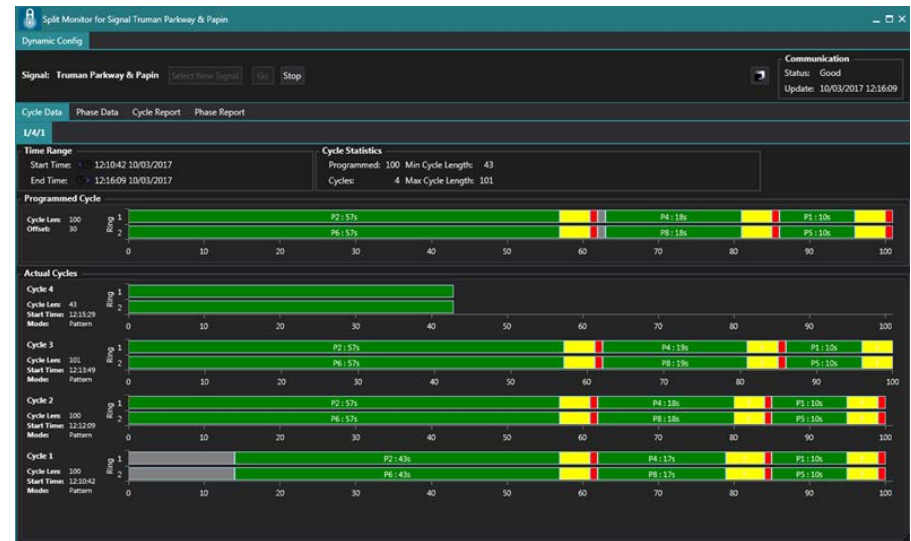 Split Monitor for Signal Truman Parkway & Papin
Dynamic Config
Signal: Truman Parkway & Papin Select New Signal Go Stop
Communication
Status: Good
Update: 10/03/2017 12:16:09
Cycle Data Phase Data Cycle Report Phase Report
1/4/1
Time Range
Start Time: 12:10:42 10/03/2017
End Time: 12:16:09 10/03/2017
Cycle Statistics
Programmed: 100 Min Cycle Length: 43
Cycles: 4 Max Cycle Length: 101
Programmed Cycle
Cycle Len: 100
Offset: 30
Ring 1 2
P2 : 57s P4 : 18s P1 : 10s
P6 : 57s P8 : 18s P5 : 10s
0 10 20 30 40 50 60 70 80 90 100
Actual Cycles
Cycle 4
Cycle Len: 43
Start Time: 12:15:29
Mode: Pattern
Ring 1 2
0 10 20 30 40 50 60 70 80 90 100
Cycle 3
Cycle Len: 101
Start Time: 12:13:49
Mode: Pattern
Ring 1 2
P2 : 57s P4 : 19s P1 : 10s
P6 : 57s P8 : 19s P5 : 10s
0 10 20 30 40 50 60 70 80 90 100
Cycle 2
Cycle Len: 100
Start Time: 12:12:09
Mode: Pattern
Ring 1 2
P2 : 57s P4 : 18s P1 : 10s
P6 : 57s P8 : 18s P5 : 10s
0 10 20 30 40 50 60 70 80 90 100
Cycle 1
Cycle Len: 100
Start Time: 12:10:42
Mode: Pattern
Ring 1 2
P2 : 43s P4 : 17s P1 : 10s
P6 : 43s P8 : 17s P5 : 10s
0 10 20 30 40 50 60 70 80 90 100